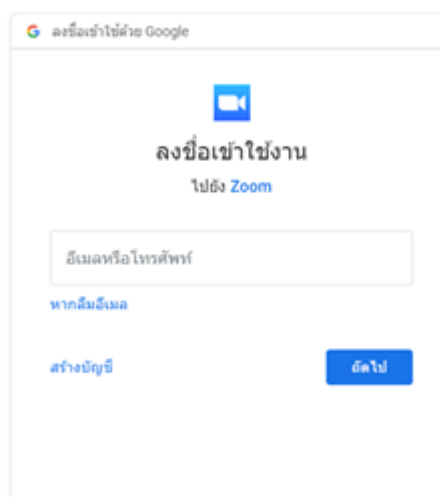 ลงชื่อเข้าใช้ด้วย Google
ลงชื่อเข้าใช้งาน
ไปยัง Zoom
อีเมลหรือโทรศัพท์
หากลืมอีเมล
สร้างบัญชี
ถัดไป